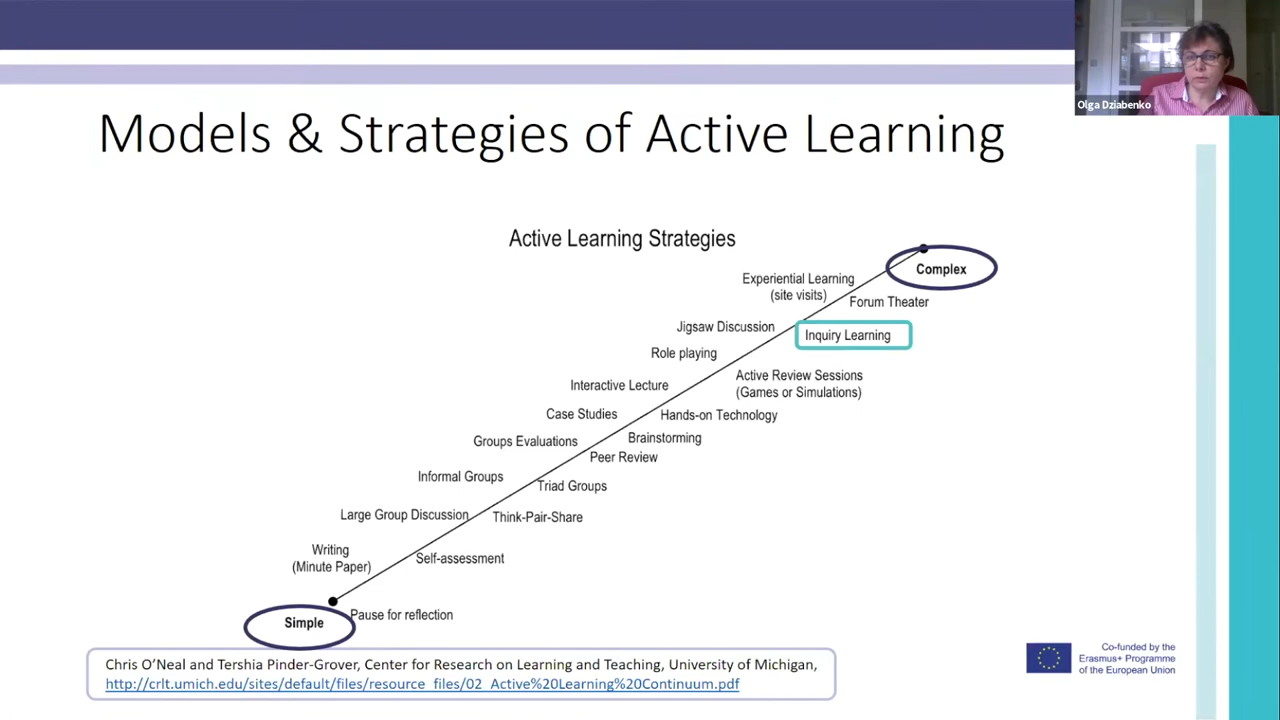 Olga Dziabenko
Models & Strategies of Active Learning
Active Learning Strategies
Complex
Experiential Learning
(site visits)
Forum Theater
Jigsaw Discussion
Inquiry Learning
Role playing
Active Review Sessions
(Games or Simulations)
Interactive Lecture
Case Studies
Hands-on Technology
Groups Evaluations
Brainstorming
Peer Review
Informal Groups
Triad Groups
Large Group Discussion
Think-Pair-Share
Writing
(Minute Paper)
Self-assessment
Pause for reflection
Simple
Chris O’Neal and Tershia Pinder-Grover, Center for Research on Learning and Teaching, University of Michigan,
http://crlt.umich.edu/sites/default/files/resource_files/02_Active%20Learning%20Continuum.pdf
Co-funded by the
Erasmus+ Programme
of the European Union